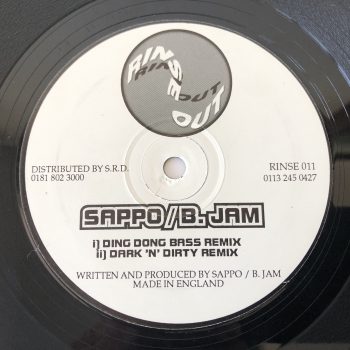 RINSE OUT
RINSE OUT
DISTRIBUTED BY S.R.D.
0181 802 3000
RINSE 011
0113 245 0427
SAPPO / B. JAM
i) DING DONG BASS REMIX
ii) DARK 'N' DIRTY REMIX
WRITTEN AND PRODUCED BY SAPPO / B. JAM
MADE IN ENGLAND